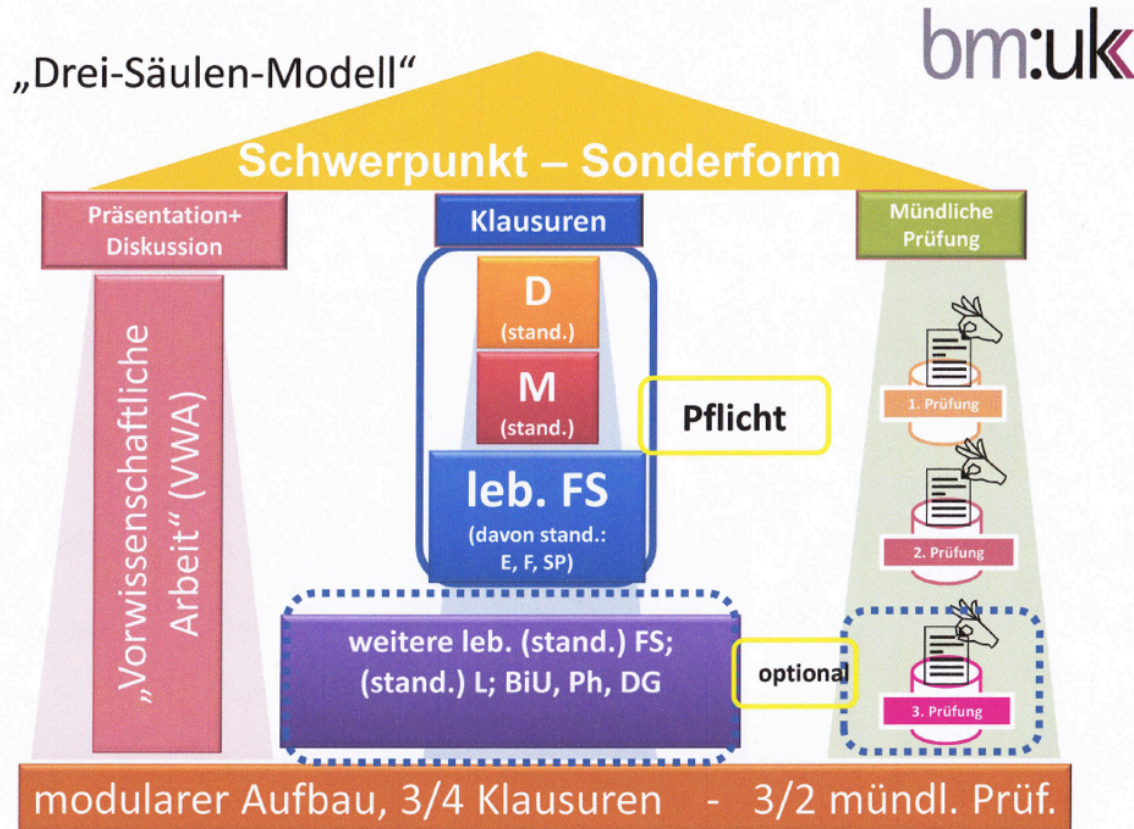 „Drei-Säulen-Modell“
bm:uk
Schwerpunkt – Sonderform
Präsentation+
Diskussion
„Vorwissenschaftliche
Arbeit“ (VWA)
Klausuren
D
(stand.)
M
(stand.)
leb. FS
(davon stand.:
E, F, SP)
Pflicht
weitere leb. (stand.) FS;
(stand.) L; BiU, Ph, DG
optional
Mündliche
Prüfung
1. Prüfung
2. Prüfung
3. Prüfung
modularer Aufbau, 3/4 Klausuren - 3/2 mündl. Prüf.